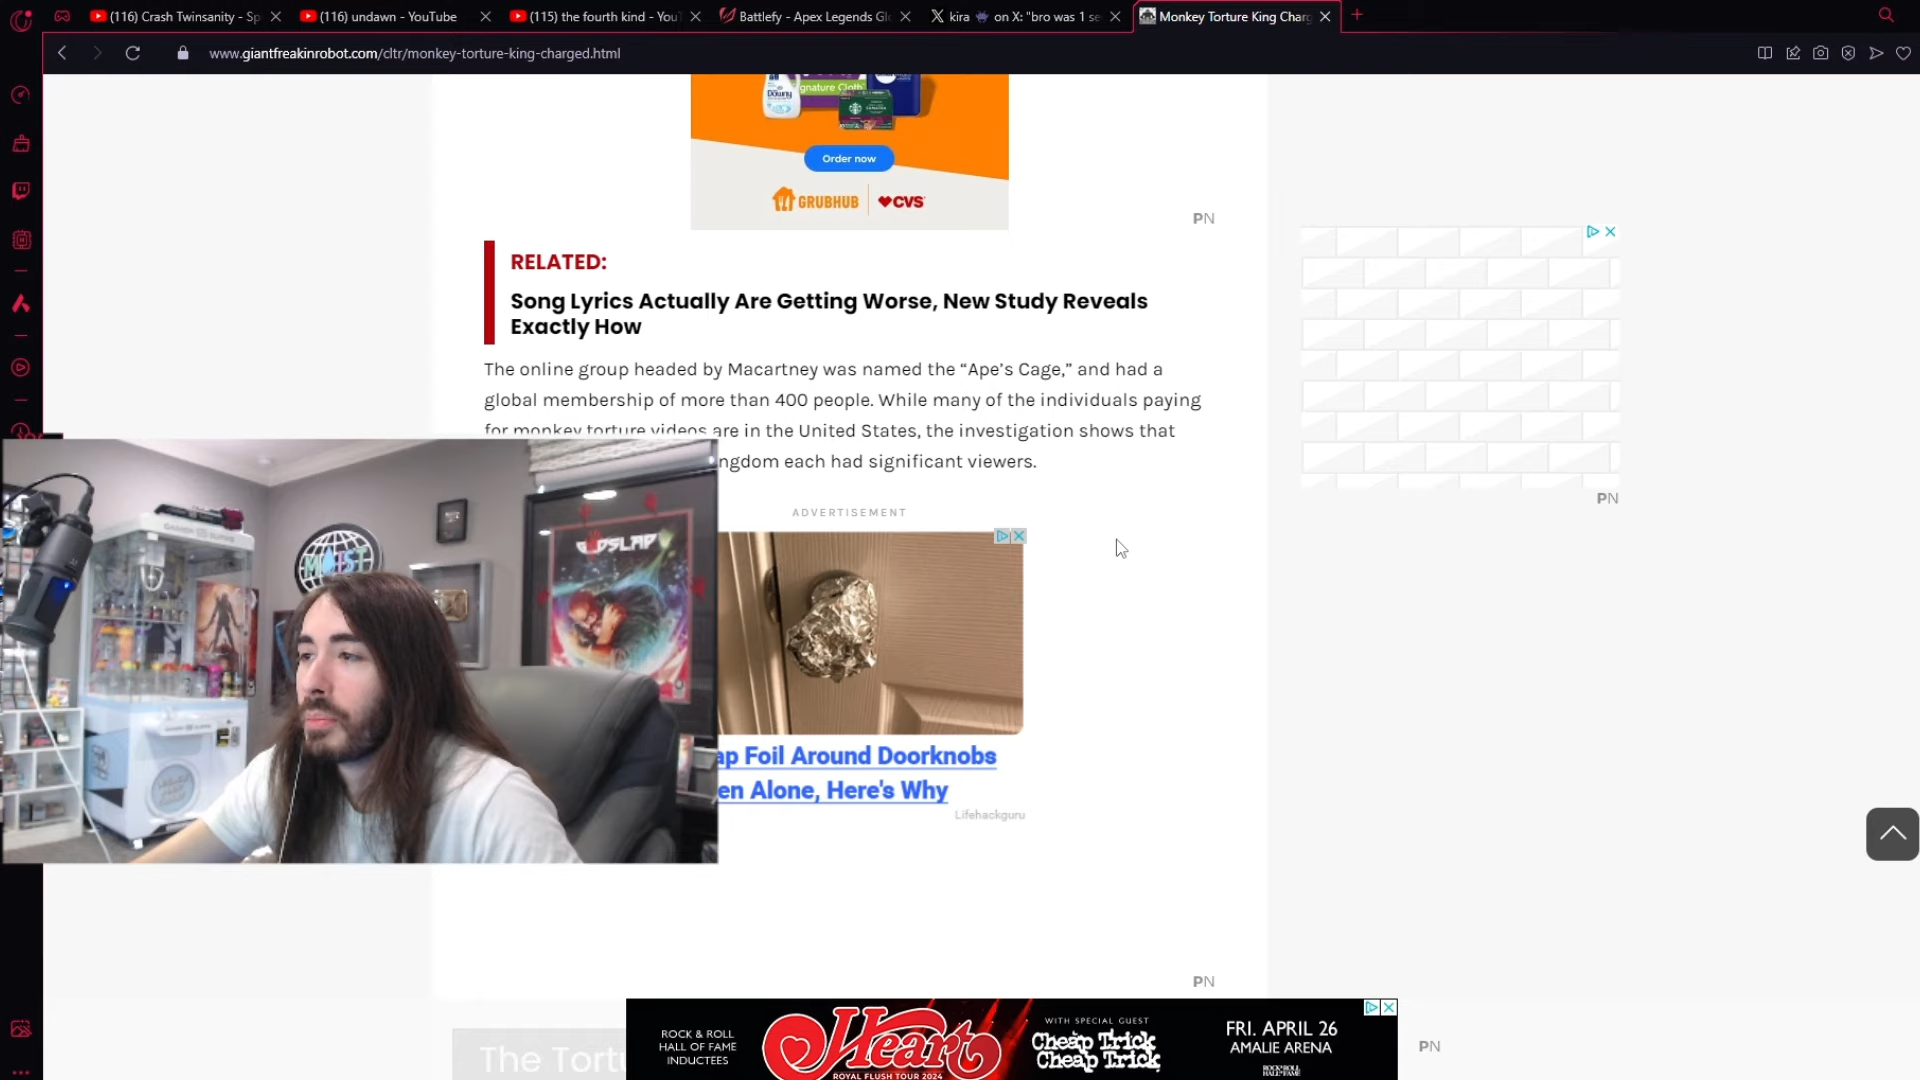 (116) Crash Twinsanity - Sp
(116) undawn - YouTube
(115) the fourth kind - You
Battlefy - Apex Legends Gl
kira on X: "bro was 1 se
Monkey Torture King Charg
www.giantfreakinrobot.com/cltr/monkey-torture-king-charged.html
Downy
Order now
GRUBHUB
CVS
PN
RELATED:
Song Lyrics Actually Are Getting Worse, New Study Reveals
Exactly How
The online group headed by Macartney was named the “Ape’s Cage,” and had a
global membership of more than 400 people. While many of the individuals paying
for monkey torture videos are in the United States, the investigation shows that
ngdom each had significant viewers.
PN
ADVERTISEMENT
MOIST
GODSLAP
ap Foil Around Doorknobs
en Alone, Here's Why
Lifehackguru
PN
The Tortu
ROCK & ROLL
HALL OF FAME
INDUCTEES
Heart
ROYAL FLUSH TOUR 2024
WITH SPECIAL GUEST
Cheap Trick
Cheap Trick
FRI. APRIL 26
AMALIE ARENA
PN